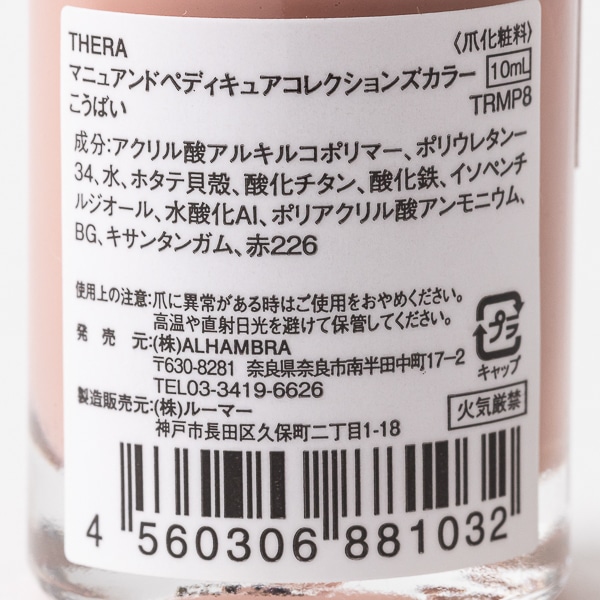 THERA 〈爪化粧料〉
マニュアンドペディキュアコレクションズカラー 10mL
こうばい TRMP8
成分:アクリル酸アルキルコポリマー、ポリウレタンー
34、水、ホタテ貝殻、酸化チタン、酸化鉄、イソペンチ
ルジオール、水酸化Al、ポリアクリル酸アンモニウム、
BG、キサンタンガム、赤226
使用上の注意:爪に異常がある時はご使用をおやめください。
高温や直射日光を避けて保管してください。
発売元:(株)ALHAMBRA
〒630-8281 奈良県奈良市南半田中町17-2
TEL03-3419-6626
製造販売元:(株)ルーマー
神戸市長田区久保町二丁目1-18
プラ
キャップ
火気厳禁
4 560306 881032